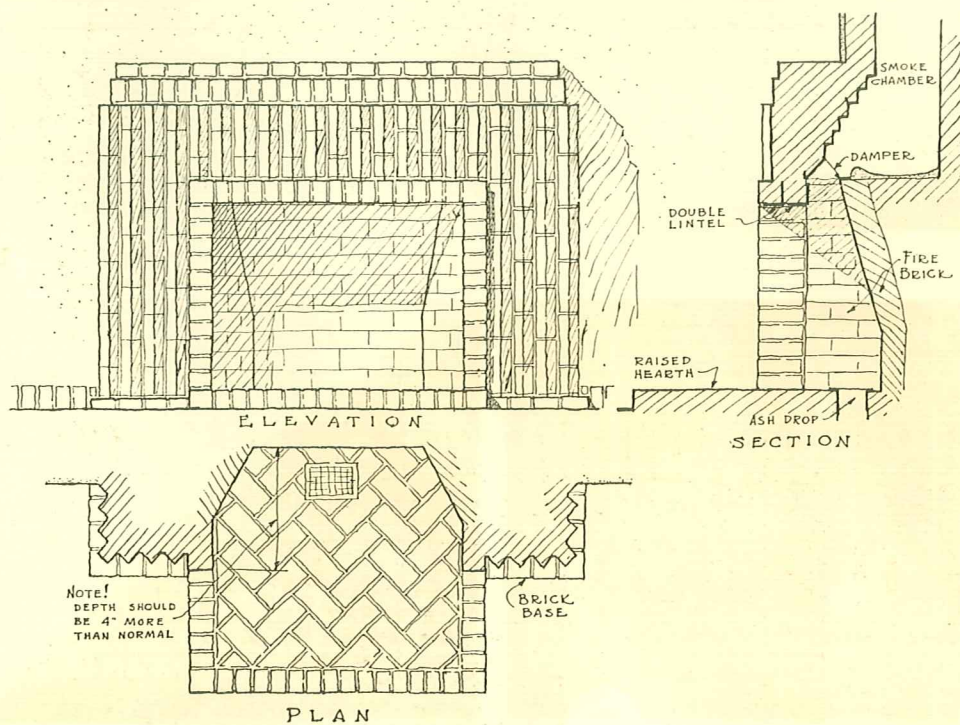 SMOKE
CHAMBER
DAMPER
DOUBLE
LINTEL
FIRE
BRICK
RAISED
HEARTH
ASH DROP
ELEVATION
SECTION
NOTE!
DEPTH SHOULD
BE 4" MORE
THAN NORMAL
BRICK
BASE
PLAN